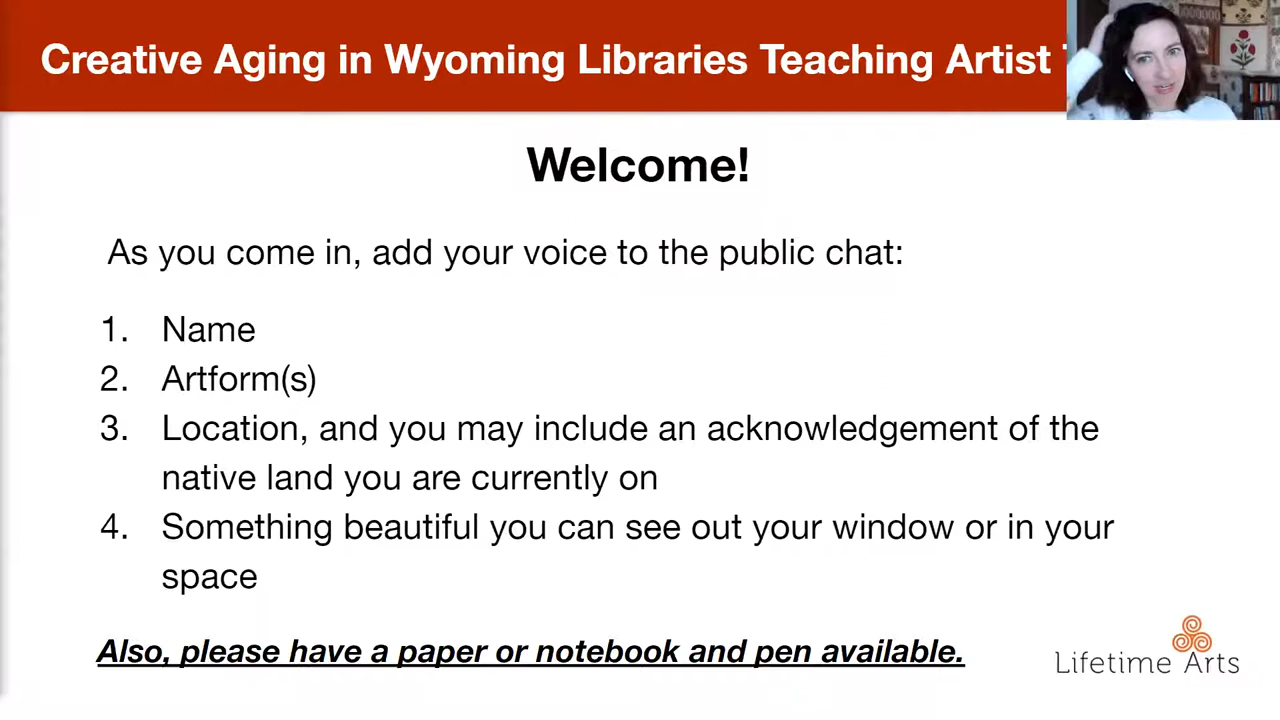 Creative Aging in Wyoming Libraries Teaching Artist
Welcome!
As you come in, add your voice to the public chat:
1. Name
2. Artform(s)
3. Location, and you may include an acknowledgement of the
native land you are currently on
4. Something beautiful you can see out your window or in your
space
Also, please have a paper or notebook and pen available.
Lifetime Arts